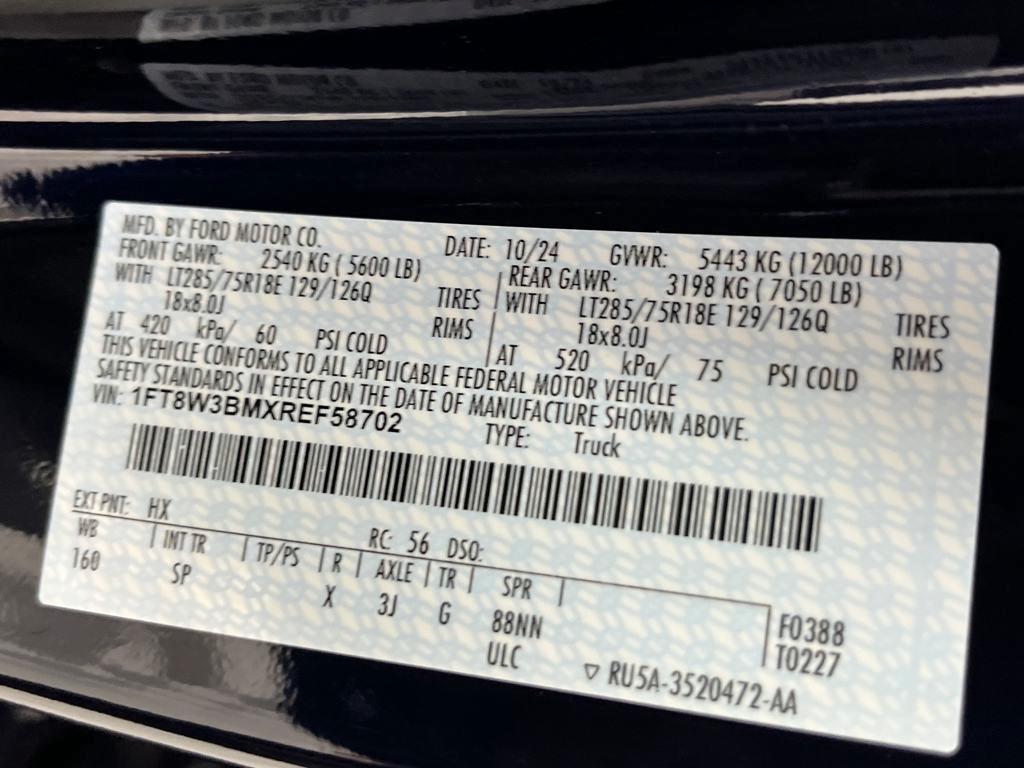 MFD. BY FORD MOTOR CO. DATE: 10/24 GVWR: 5443 KG (12000 LB)
FRONT GAWR: 2540 KG ( 5600 LB) REAR GAWR: 3198 KG ( 7050 LB)
WITH LT285/75R18E 129/126Q TIRES WITH LT285/75R18E 129/126Q TIRES
18x8.0J RIMS 18x8.0J RIMS
AT 420 kPa/ 60 PSI COLD AT 520 kPa/ 75 PSI COLD
THIS VEHICLE CONFORMS TO ALL APPLICABLE FEDERAL MOTOR VEHICLE
SAFETY STANDARDS IN EFFECT ON THE DATE OF MANUFACTURE SHOWN ABOVE.
VIN: 1FT8W3BMXREF58702 TYPE: Truck
EXT PNT: HX RC: 56 DSO:
WB INT TR TP/PS R AXLE TR SPR
160 SP X 3J G 88NN
ULC
F0388
T0227
▽ RU5A-3520472-AA